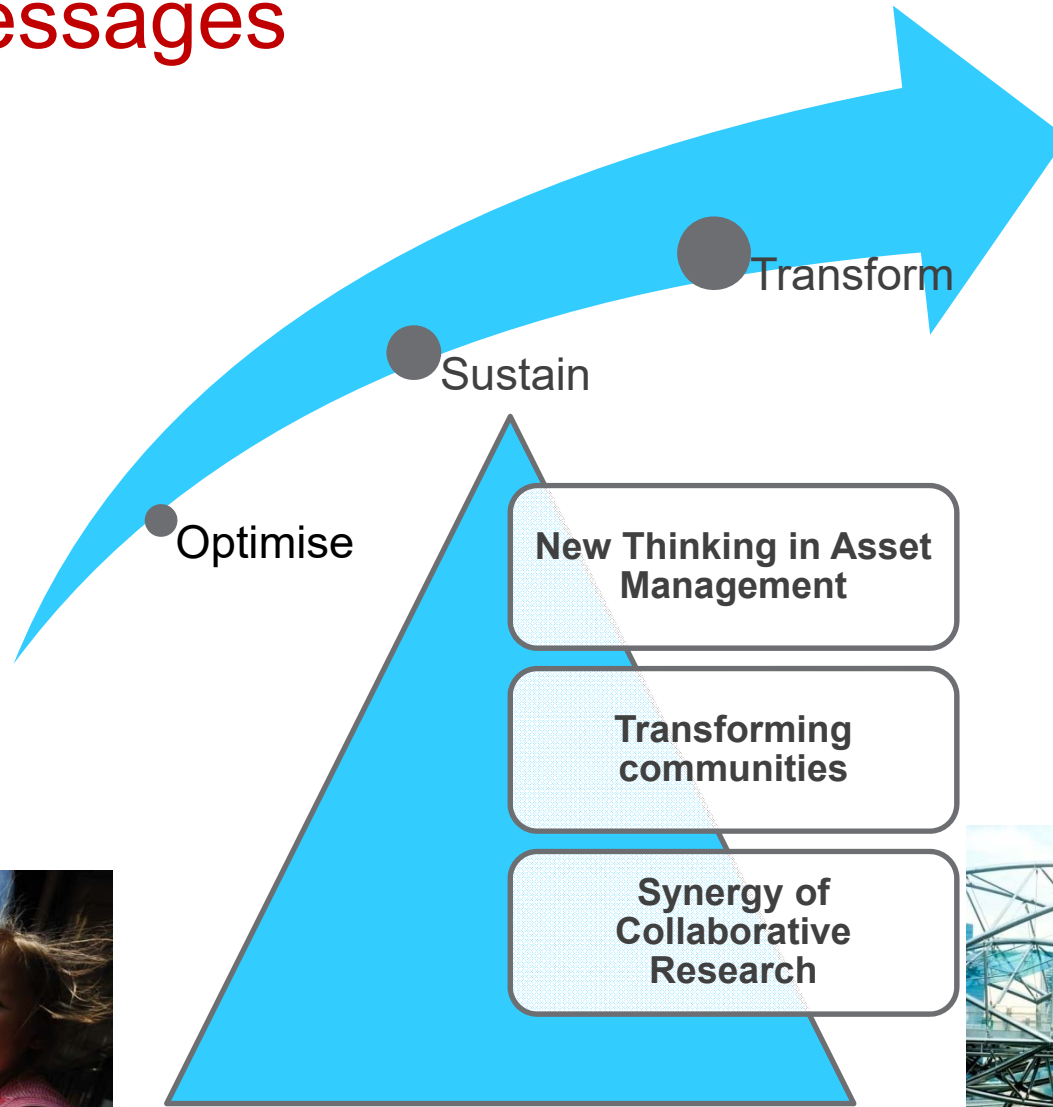 essages
Transform
Sustain
Optimise
New Thinking in Asset
Management
Transforming
communities
Synergy of
Collaborative
Research